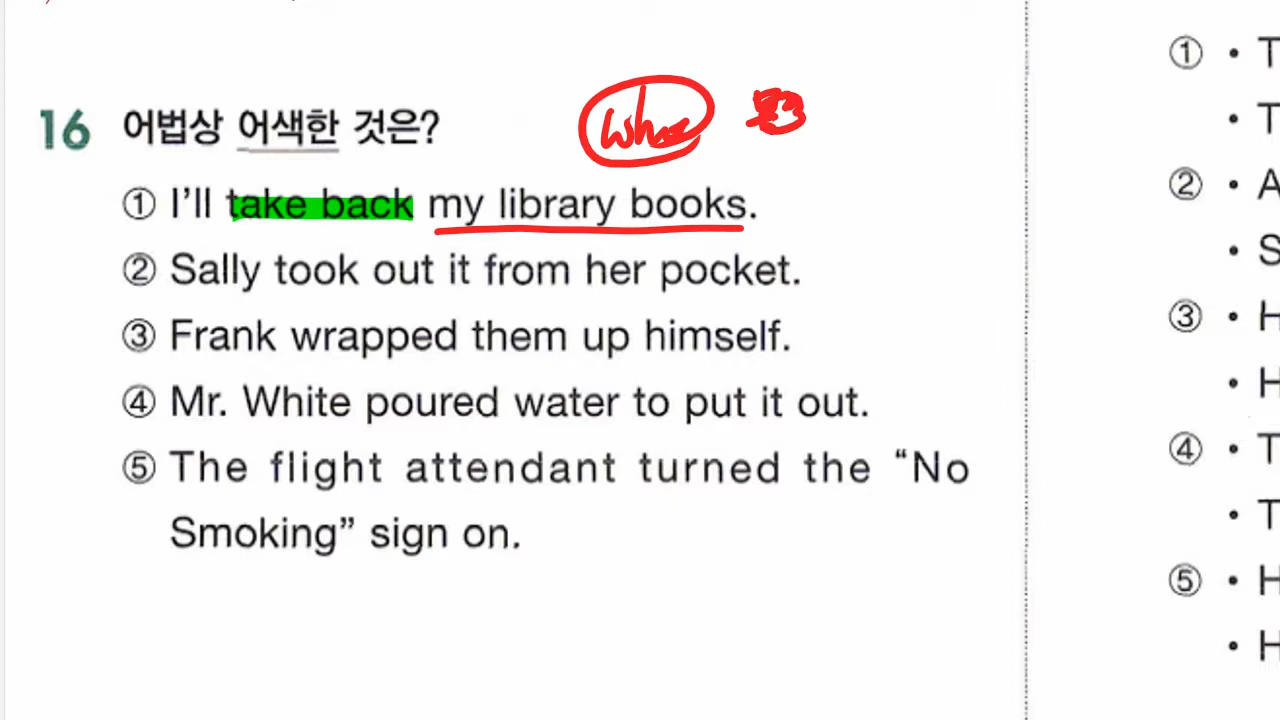 16 어법상 어색한 것은?
① I'll take back my library books.
② Sally took out it from her pocket.
③ Frank wrapped them up himself.
④ Mr. White poured water to put it out.
⑤ The flight attendant turned the “No
Smoking” sign on.
① • T
• T
② • A
• S
③ • H
• H
④ • T
• T
⑤ • H
• H